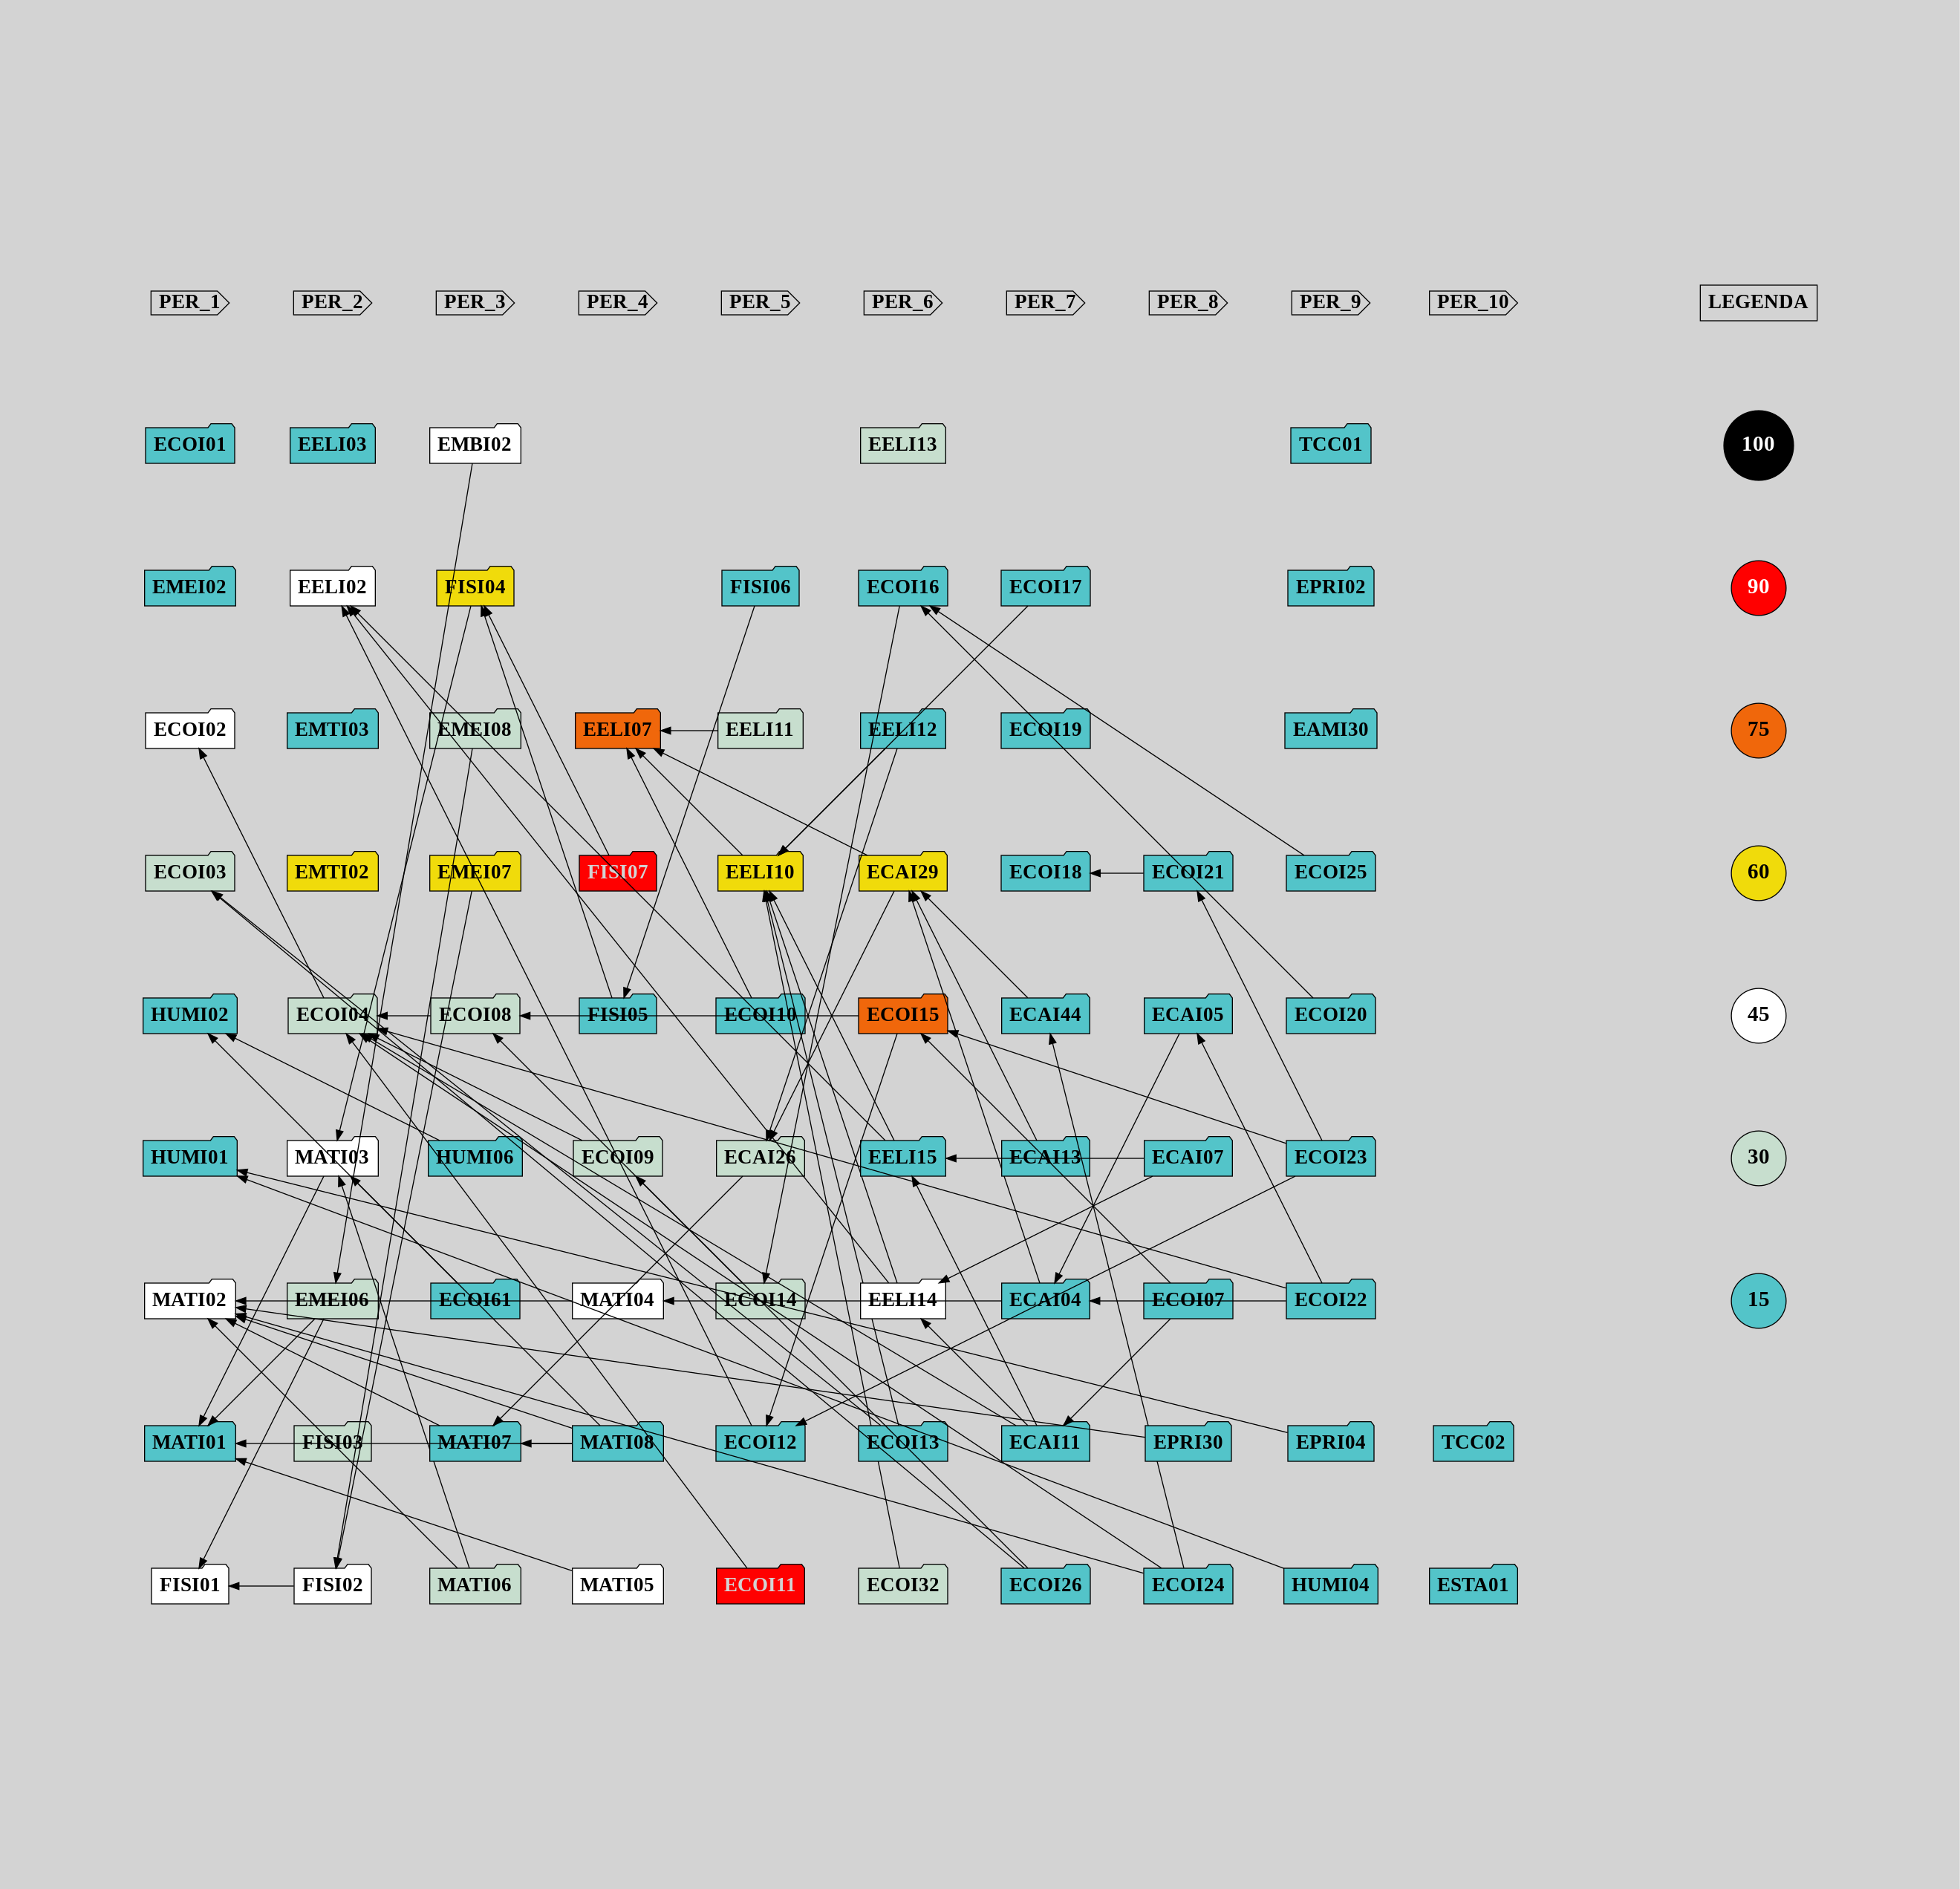 PER_1 PER_2 PER_3 PER_4 PER_5 PER_6 PER_7 PER_8 PER_9 PER_10 LEGENDA
ECOI01 EELI03 EMBI02 EELI13 TCC01 100
EMEI02 EELI02 FISI04 FISI06 ECOI16 ECOI17 EPRI02 90
ECOI02 EMTI03 EMEI08 EELI07 EELI11 EELI12 ECOI19 EAMI30 75
ECOI03 EMTI02 EMEI07 FISI07 EELI10 ECAI29 ECOI18 ECOI21 ECOI25 60
HUMI02 ECOI04 ECOI08 FISI05 ECOI10 ECOI15 ECAI44 ECAI05 ECOI20 45
HUMI01 MATI03 HUMI06 ECOI09 ECAI26 EELI15 ECAI13 ECAI07 ECOI23 30
MATI02 EMEI06 ECOI61 MATI04 ECOI14 EELI14 ECAI04 ECOI07 ECOI22 15
MATI01 FISI03 MATI07 MATI08 ECOI12 ECOI13 ECAI11 EPRI30 EPRI04 TCC02
FISI01 FISI02 MATI06 MATI05 ECOI11 ECOI32 ECOI26 ECOI24 HUMI04 ESTA01